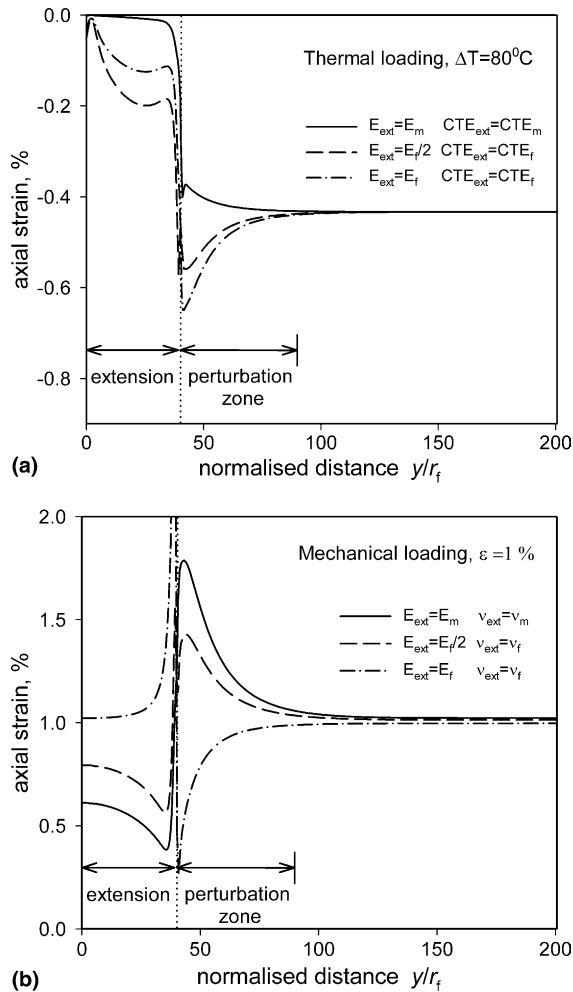 0.0
Thermal loading, ΔT=80⁰C
-0.2
E_ext=E_m CTE_ext=CTE_m
E_ext=E_f/2 CTE_ext=CTE_f
E_ext=E_f CTE_ext=CTE_f
-0.4
axial strain, %
-0.6
extension
perturbation
zone
-0.8
0 50 100 150 200
(a)
normalised distance y/r_f
2.0
Mechanical loading, ε =1 %
E_ext=E_m ν_ext=ν_m
1.5
E_ext=E_f/2 ν_ext=ν_f
E_ext=E_f ν_ext=ν_f
axial strain, %
1.0
0.5
extension
perturbation
zone
0.0
0 50 100 150 200
(b)
normalised distance y/r_f